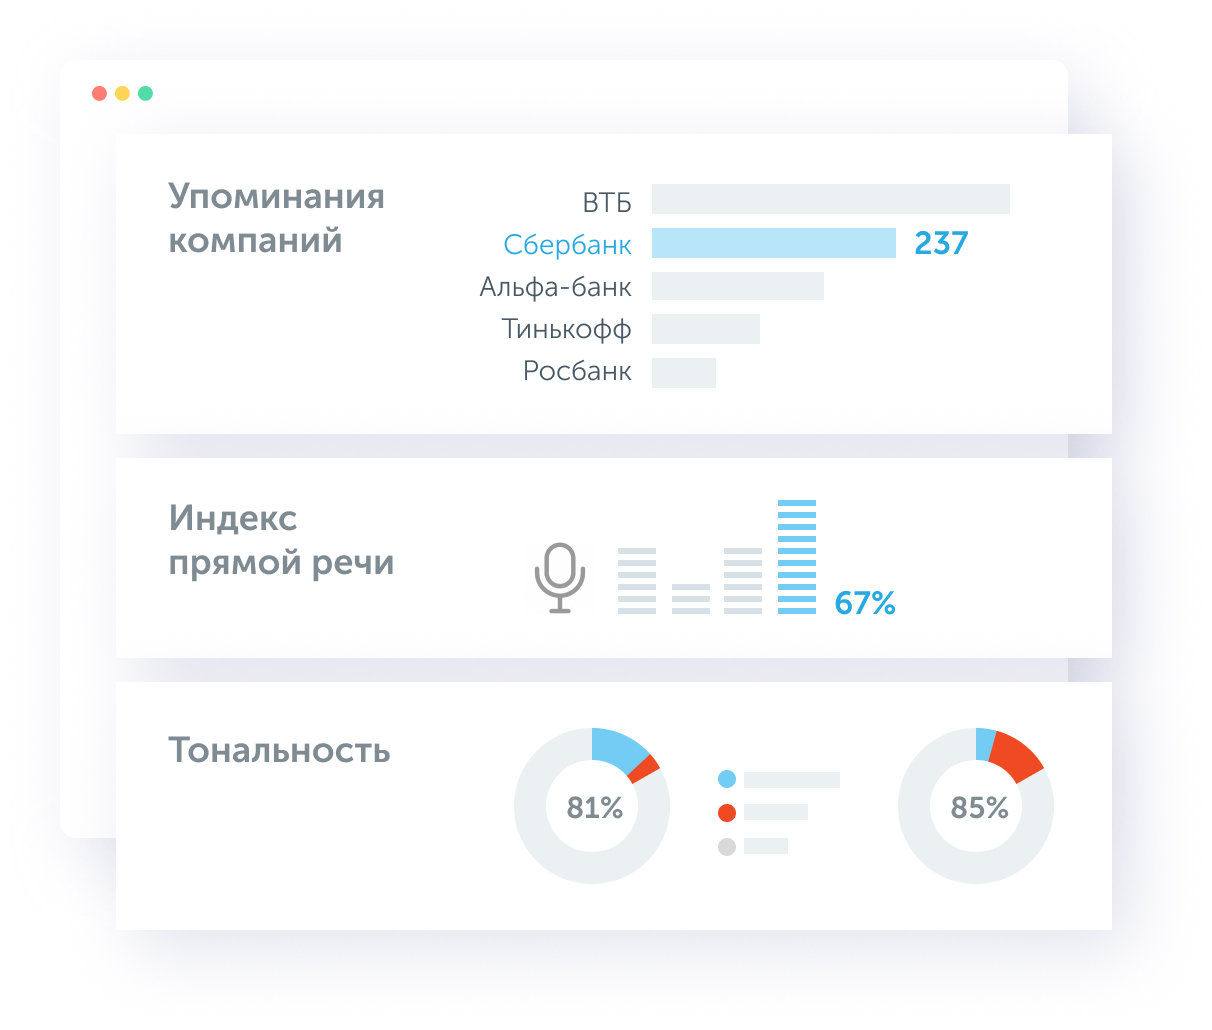 Упоминания
компаний
ВТБ
Сбербанк 237
Альфа-банк
Тинькофф
Росбанк
Индекс
прямой речи
67%
Тональность
81%
85%